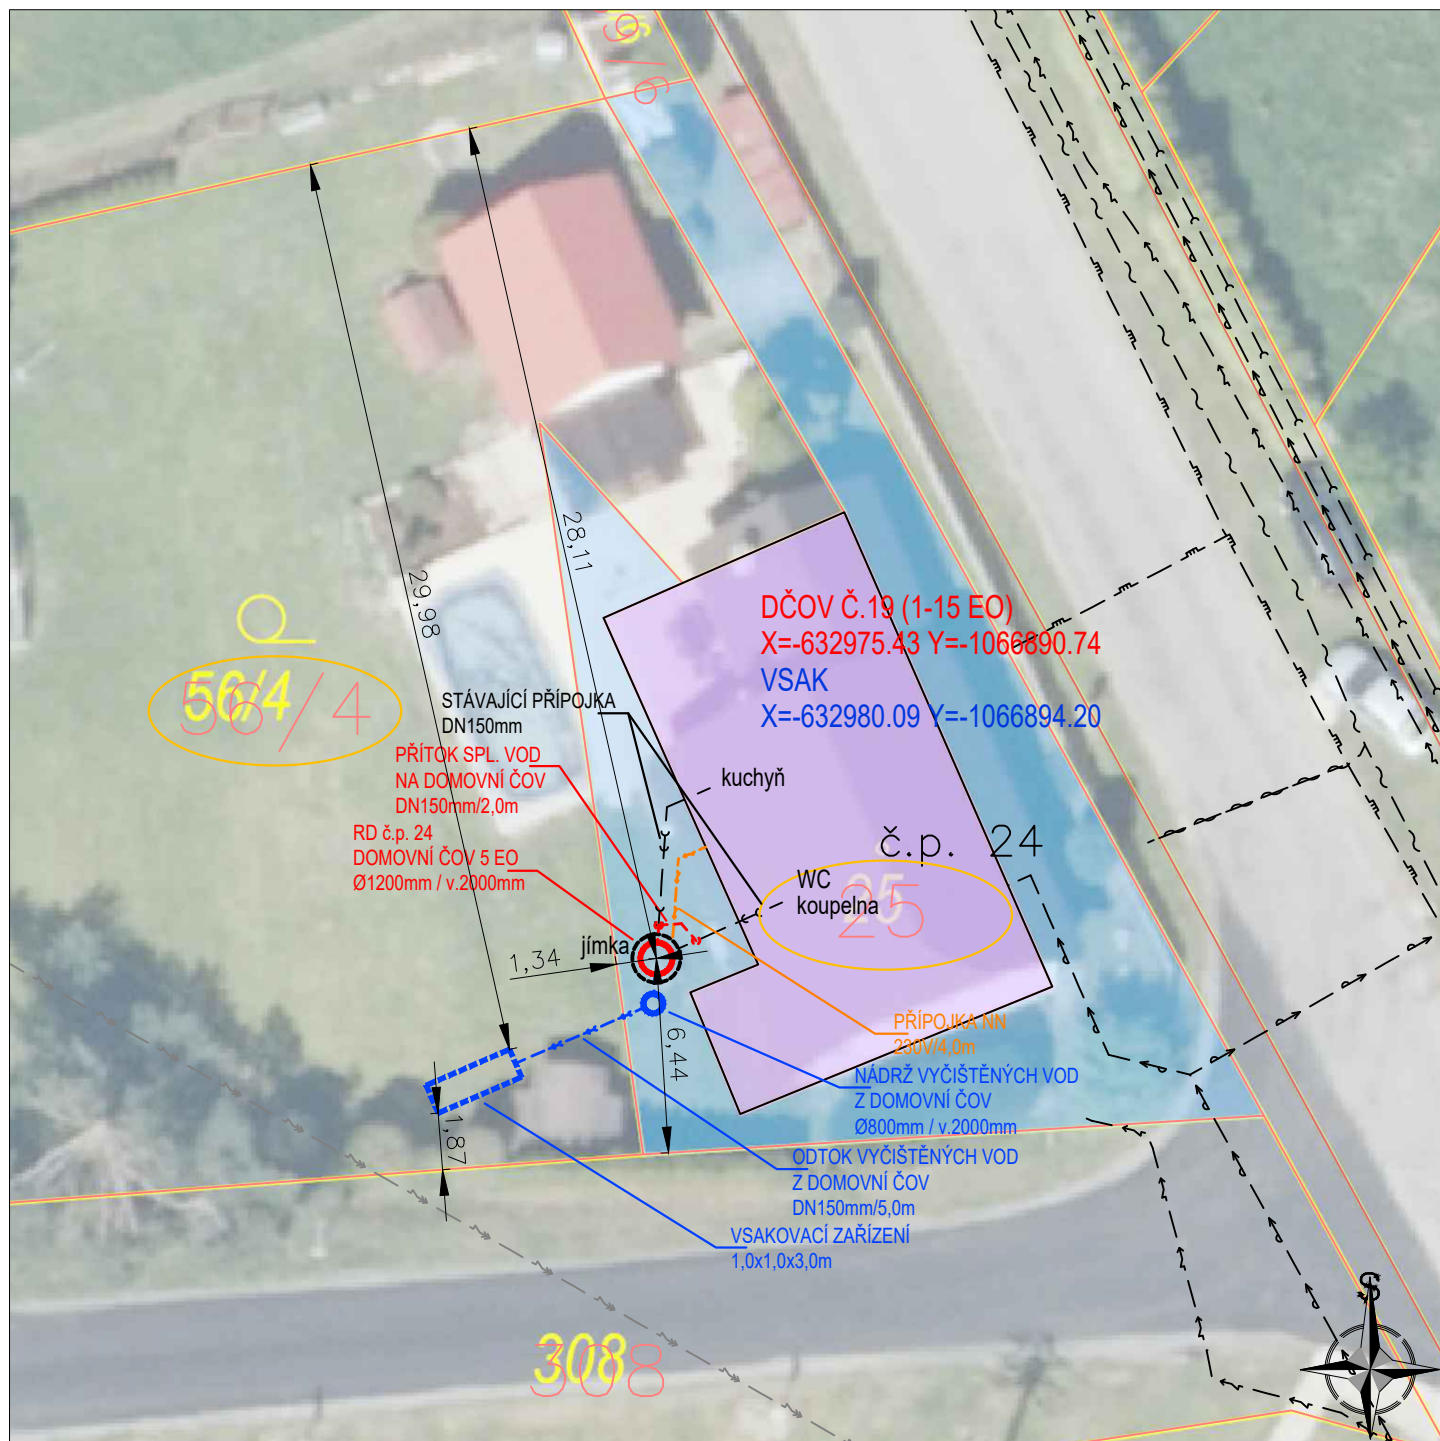 9/6
28,11
29,98
DČOV Č.19 (1-15 EO)
X=-632975.43 Y=-1066890.74
VSAK
X=-632980.09 Y=-1066894.20
56/4
56/4
STÁVAJÍCÍ PŘÍPOJKA
DN150mm
PŘÍTOK SPL. VOD
NA DOMOVNÍ ČOV
DN150mm/2,0m
RD č.p. 24
DOMOVNÍ ČOV 5 EO
Ø1200mm / v.2000mm
kuchyň
č.p. 24
WC
koupelna
25
25
jímka
1,34
6,44
1,87
PŘÍPOJKA NN
230V/4,0m
NÁDRŽ VYČIŠTĚNÝCH VOD
Z DOMOVNÍ ČOV
Ø800mm / v.2000mm
ODTOK VYČIŠTĚNÝCH VOD
Z DOMOVNÍ ČOV
DN150mm/5,0m
VSAKOVACÍ ZAŘÍZENÍ
1,0x1,0x3,0m
308
308
S